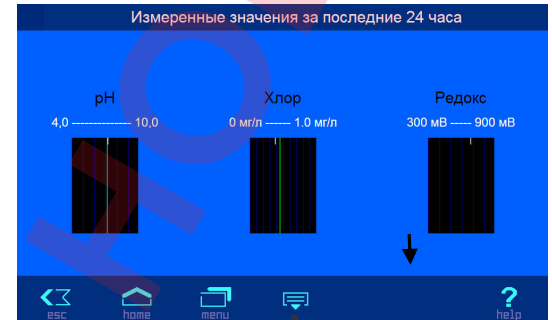 Измеренные значения за последние 24 часа
pH Хлор Редокс
4,0 -------------- 10,0 0 мг/л ------ 1.0 мг/л 300 мВ ----- 900 мВ
esc home menu ? help